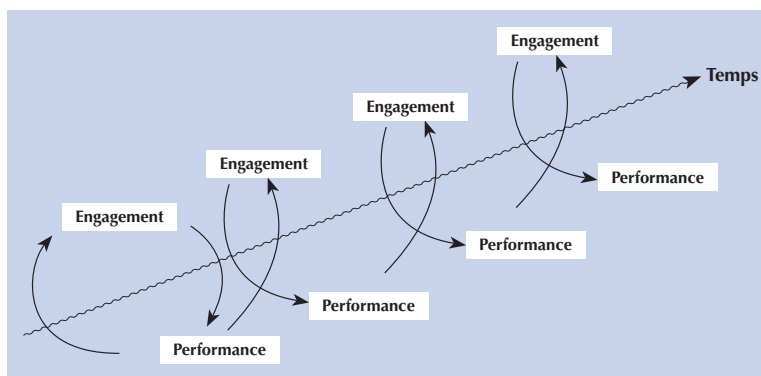 Engagement
Temps
Engagement
Engagement
Performance
Engagement
Performance
Performance
Performance